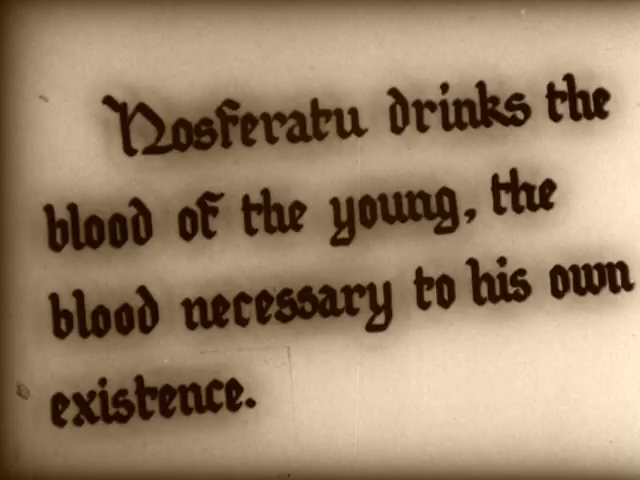 Nosferatu drinks the
blood of the young, the
blood necessary to his own
existence.